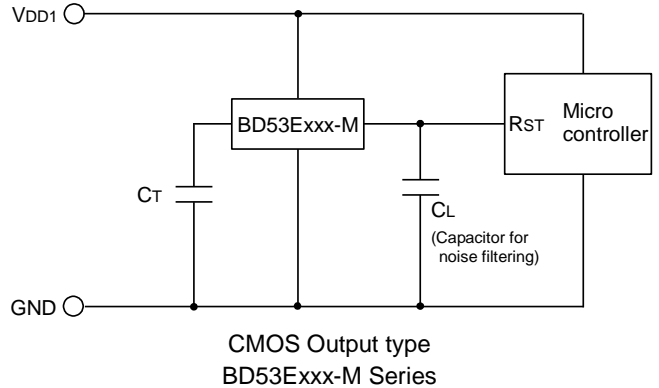 VDD1
BD53Exxx-M
RST
Micro
controller
CT
CL
(Capacitor for
noise filtering)
GND
CMOS Output type
BD53Exxx-M Series